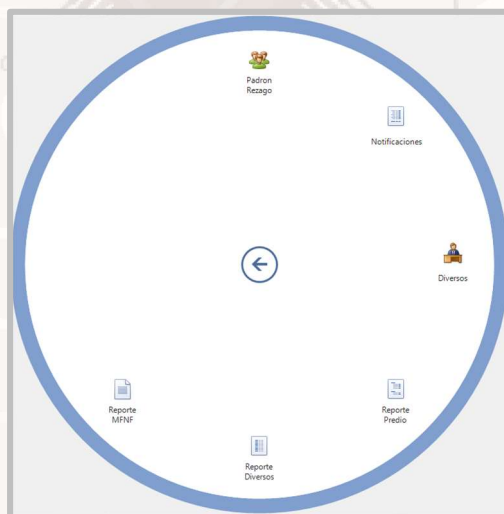 Padron
Rezago
Notificaciones
Diversos
Reporte
Predio
Reporte
Diversos
Reporte
MFNF